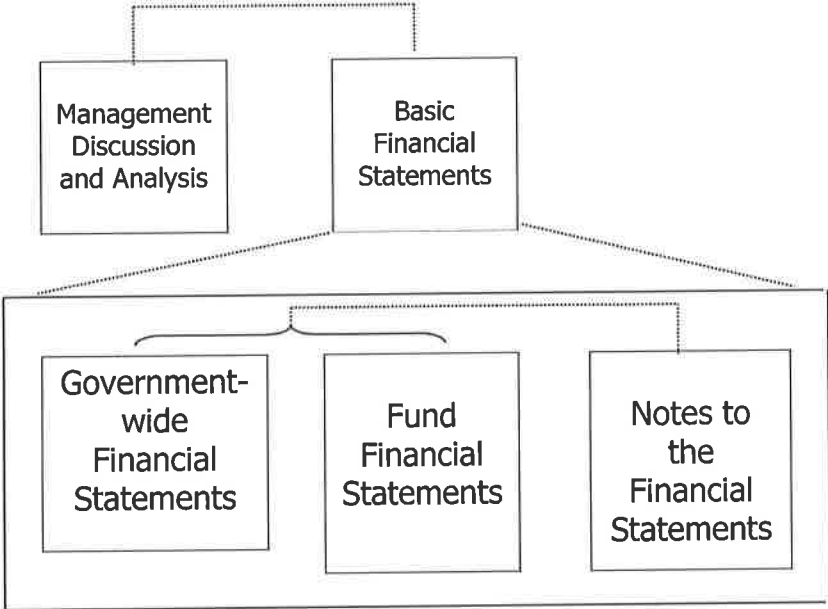 Management
Discussion
and Analysis
Basic
Financial
Statements
Government-
wide
Financial
Statements
Fund
Financial
Statements
Notes to
the
Financial
Statements